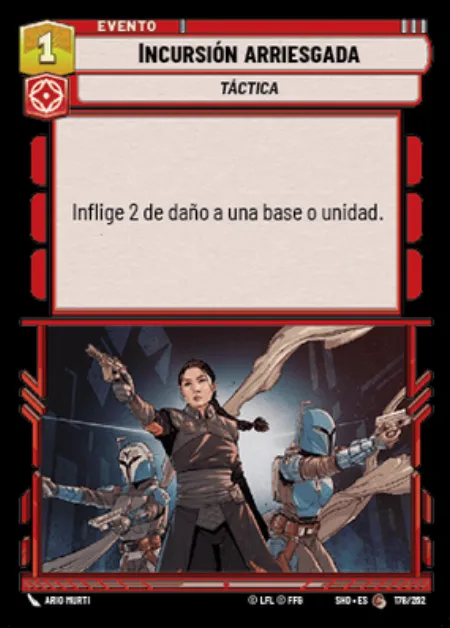 EVENTO
1
INCURSIÓN ARRIESGADA
TÁCTICA
Inflige 2 de daño a una base o unidad.
ARIO MURTI
© LFL © FFG
SHD • ES C 178/262